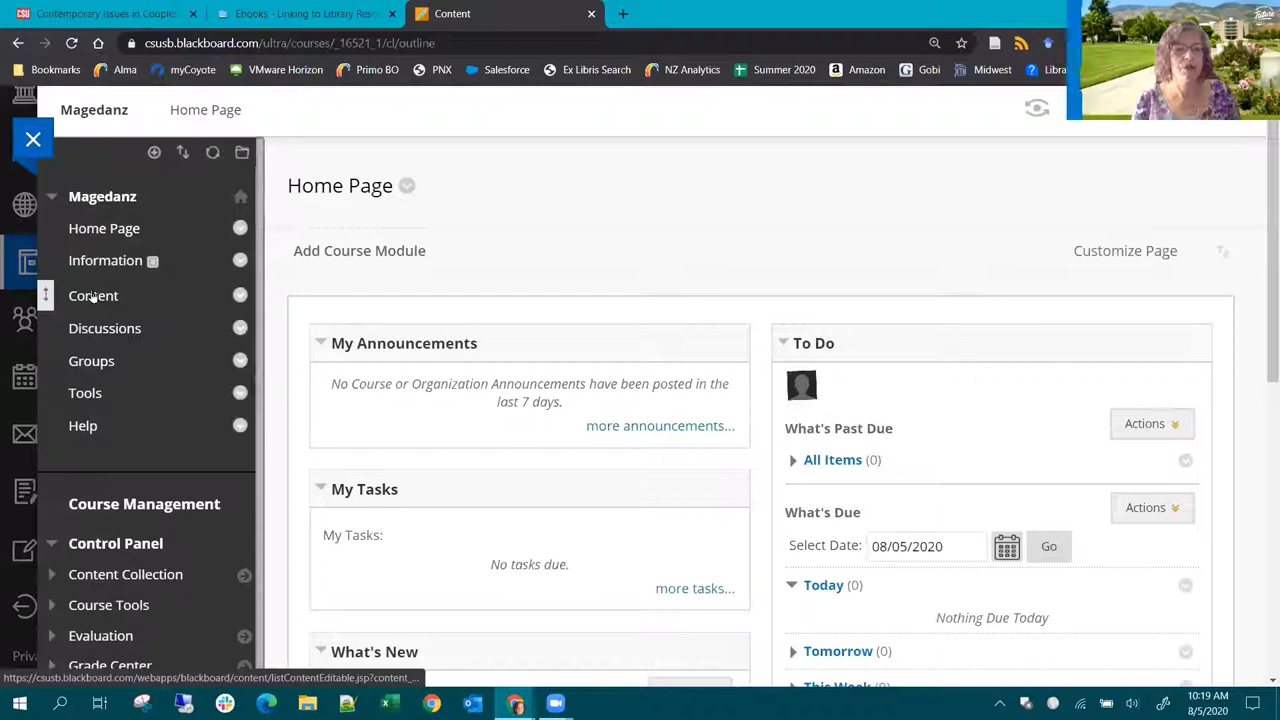 CSU Contemporary Issues in Couples
Ebooks - Linking to Library Reso
Content
csusb.blackboard.com/ultra/courses/_16521_1/cl/outline
Bookmarks
Alma
myCoyote
VMware Horizon
Primo BO
PNX
Salesforce
Ex Libris Search
NZ Analytics
Summer 2020
Amazon
Gobi
Midwest
Libra
Magedanz
Home Page
Magedanz
Home Page
Information
Content
Discussions
Groups
Tools
Help
Course Management
Control Panel
Content Collection
Course Tools
Evaluation
Grade Center
Home Page
Add Course Module
Customize Page
My Announcements
No Course or Organization Announcements have been posted in the
last 7 days.
more announcements...
My Tasks
My Tasks:
No tasks due.
more tasks...
What's New
To Do
What's Past Due
Actions
All Items (0)
What's Due
Actions
Select Date: 08/05/2020 Go
Today (0)
Nothing Due Today
Tomorrow (0)
This Week (0)
Priva
https://csusb.blackboard.com/webapps/blackboard/content/listContentEditable.jsp?content_...
10:19 AM
8/5/2020